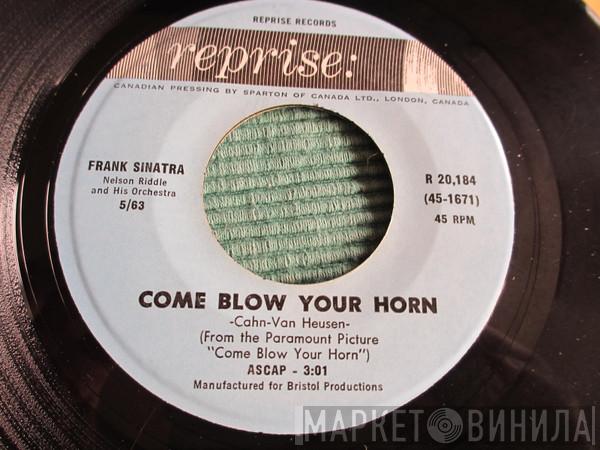 REPRISE RECORDS
reprise:
CANADIAN PRESSING BY SPARTON OF CANADA LTD., LONDON, CANADA
FRANK SINATRA
Nelson Riddle
and His Orchestra
5/63
R 20,184
(45-1671)
45 RPM
COME BLOW YOUR HORN
-Cahn-Van Heusen-
(From the Paramount Picture
"Come Blow Your Horn")
ASCAP - 3:01
Manufactured for Bristol Productions
МАРКЕТ ВИНИЛА